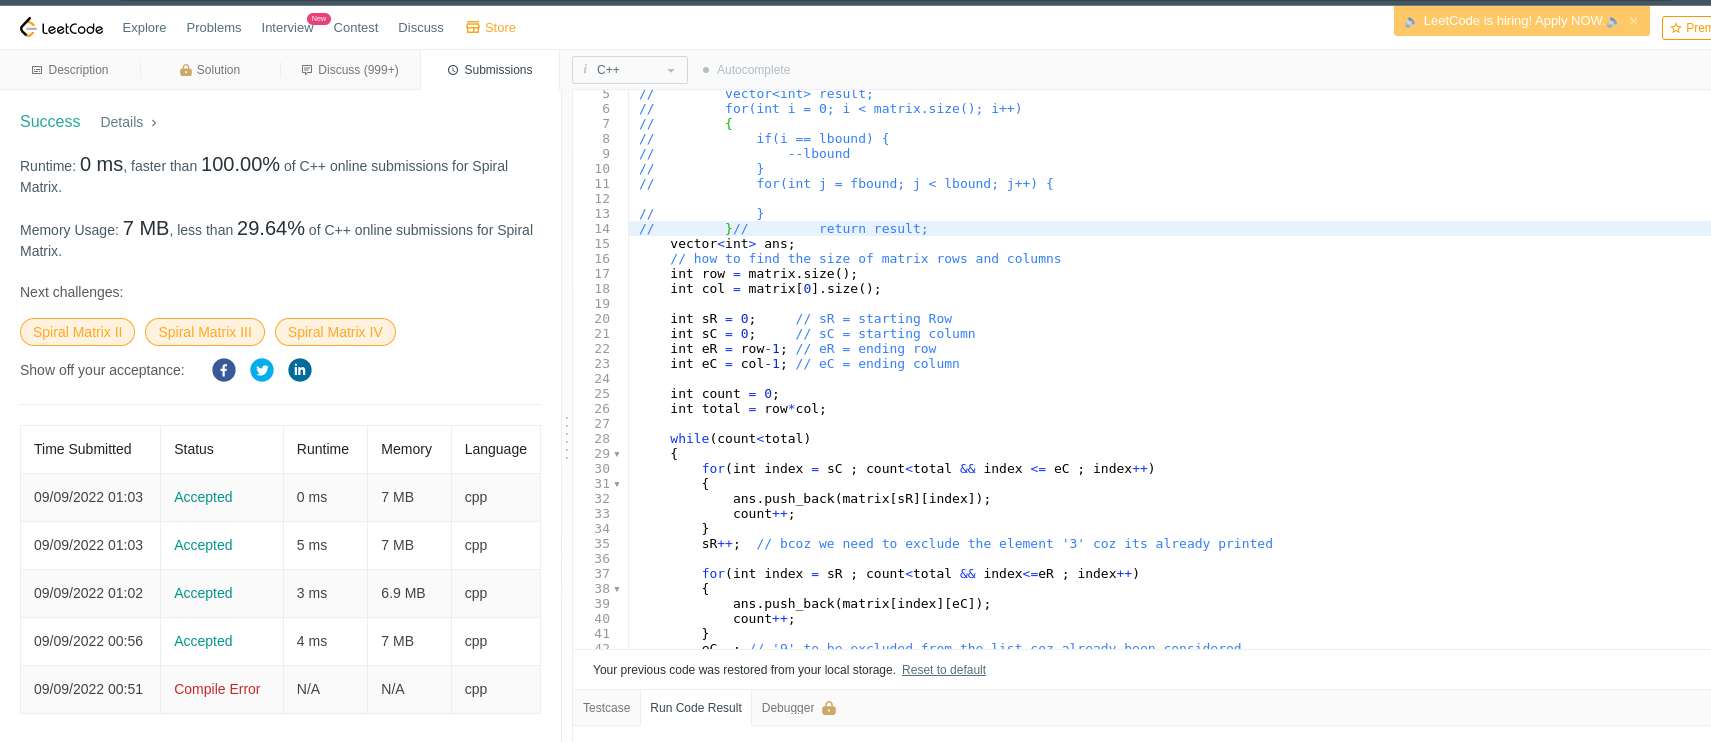 LeetCode Explore Problems Interview New Contest Discuss Store LeetCode is hiring! Apply NOW. × Prem
Description Solution Discuss (999+) Submissions
Success Details >
Runtime: 0 ms, faster than 100.00% of C++ online submissions for Spiral
Matrix.
Memory Usage: 7 MB, less than 29.64% of C++ online submissions for Spiral
Matrix.
Next challenges:
Spiral Matrix II Spiral Matrix III Spiral Matrix IV
Show off your acceptance:
Time Submitted Status Runtime Memory Language
09/09/2022 01:03 Accepted 0 ms 7 MB cpp
09/09/2022 01:03 Accepted 5 ms 7 MB cpp
09/09/2022 01:02 Accepted 3 ms 6.9 MB cpp
09/09/2022 00:56 Accepted 4 ms 7 MB cpp
09/09/2022 00:51 Compile Error N/A N/A cpp
i C++ Autocomplete
5 //         vector<int> result;
6 //         for(int i = 0; i < matrix.size(); i++)
7 //         {
8 //             if(i == lbound) {
9 //                 --lbound
10 //             }
11 //             for(int j = fbound; j < lbound; j++) {
12
13 //             }
14 //         }//         return result;
15     vector<int> ans;
16     // how to find the size of matrix rows and columns
17     int row = matrix.size();
18     int col = matrix[0].size();
19
20     int sR = 0;     // sR = starting Row
21     int sC = 0;     // sC = starting column
22     int eR = row-1; // eR = ending row
23     int eC = col-1; // eC = ending column
24
25     int count = 0;
26     int total = row*col;
27
28     while(count<total)
29     {
30         for(int index = sC ; count<total && index <= eC ; index++)
31         {
32             ans.push_back(matrix[sR][index]);
33             count++;
34         }
35         sR++;  // bcoz we need to exclude the element '3' coz its already printed
36
37         for(int index = sR ; count<total && index<=eR ; index++)
38         {
39             ans.push_back(matrix[index][eC]);
40             count++;
41         }
42         eC  ; // '9' to be excluded from the list coz already been considered
Your previous code was restored from your local storage. Reset to default
Testcase Run Code Result Debugger